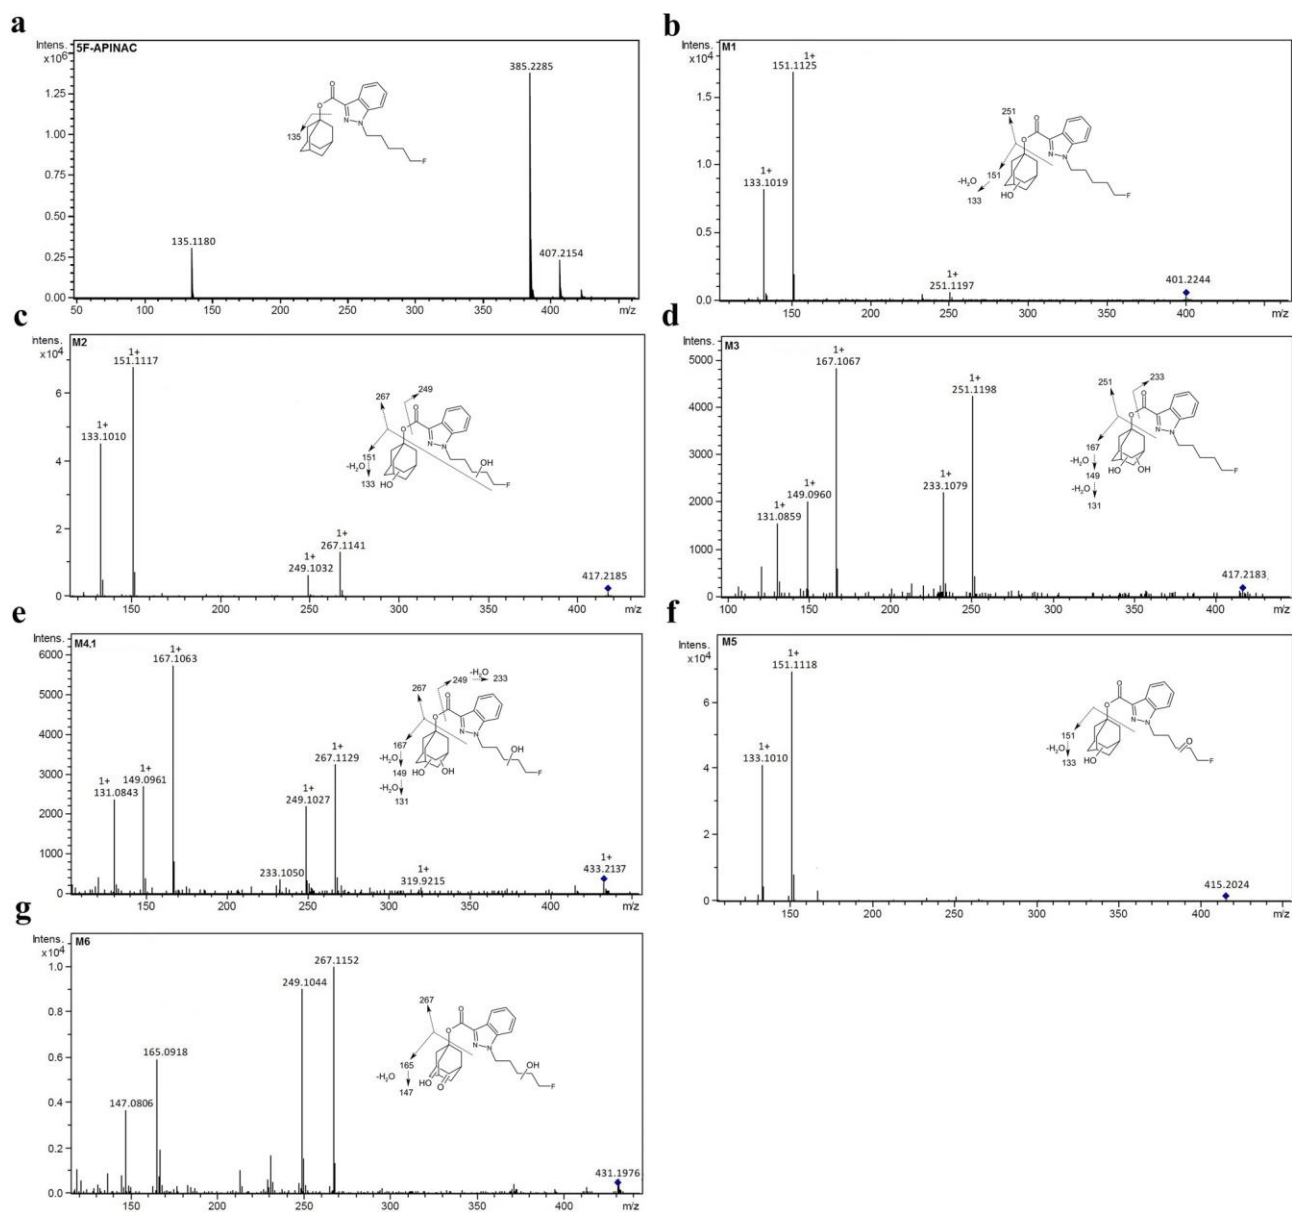 a
Intens.
x10⁶
5F-APINAC
385.2285
1.25
1.00
0.75
0.50
0.25
0.00
135.1180
407.2154
O
O
N
N
F
135
50 100 150 200 250 300 350 400 m/z
b
Intens.
x10⁴
M1
1+
151.1125
1.5
1.0
0.5
0.0
1+
133.1019
1+
251.1197
401.2244
251
O
O
N
N
F
151
-H₂O
133
HO
150 200 250 300 350 400 m/z
c
Intens.
x10⁴
M2
1+
151.1117
6
4
2
0
1+
133.1010
1+
267.1141
1+
249.1032
417.2185
267
249
O
O
N
N
OH
F
151
-H₂O
133
HO
150 200 250 300 350 400 m/z
d
Intens.
M3
1+
167.1067
1+
251.1198
5000
4000
3000
2000
1000
0
1+
233.1079
1+
149.0960
1+
131.0859
417.2183
251
233
O
O
N
N
F
167
-H₂O
149
-H₂O
131
HO OH
100 150 200 250 300 350 400 m/z
e
Intens.
M4.1
1+
167.1063
6000
5000
4000
3000
2000
1000
0
1+
267.1129
1+
149.0961
1+
131.0843
1+
249.1027
233.1050
1+
319.9215
1+
433.2137
267
249 -H₂O 233
O
O
N
N
OH
F
167
-H₂O
149
-H₂O
131
HO OH
150 200 250 300 350 400 m/z
f
Intens.
x10⁴
M5
1+
151.1118
6
4
2
0
1+
133.1010
415.2024
O
O
N
N
O
F
151
-H₂O
133
HO
150 200 250 300 350 400 m/z
g
Intens.
x10⁴
M6
267.1152
249.1044
1.0
0.8
0.6
0.4
0.2
0.0
165.0918
147.0806
431.1976
267
O
O
N
N
OH
F
165
-H₂O
147
HO
O
150 200 250 300 350 400 m/z